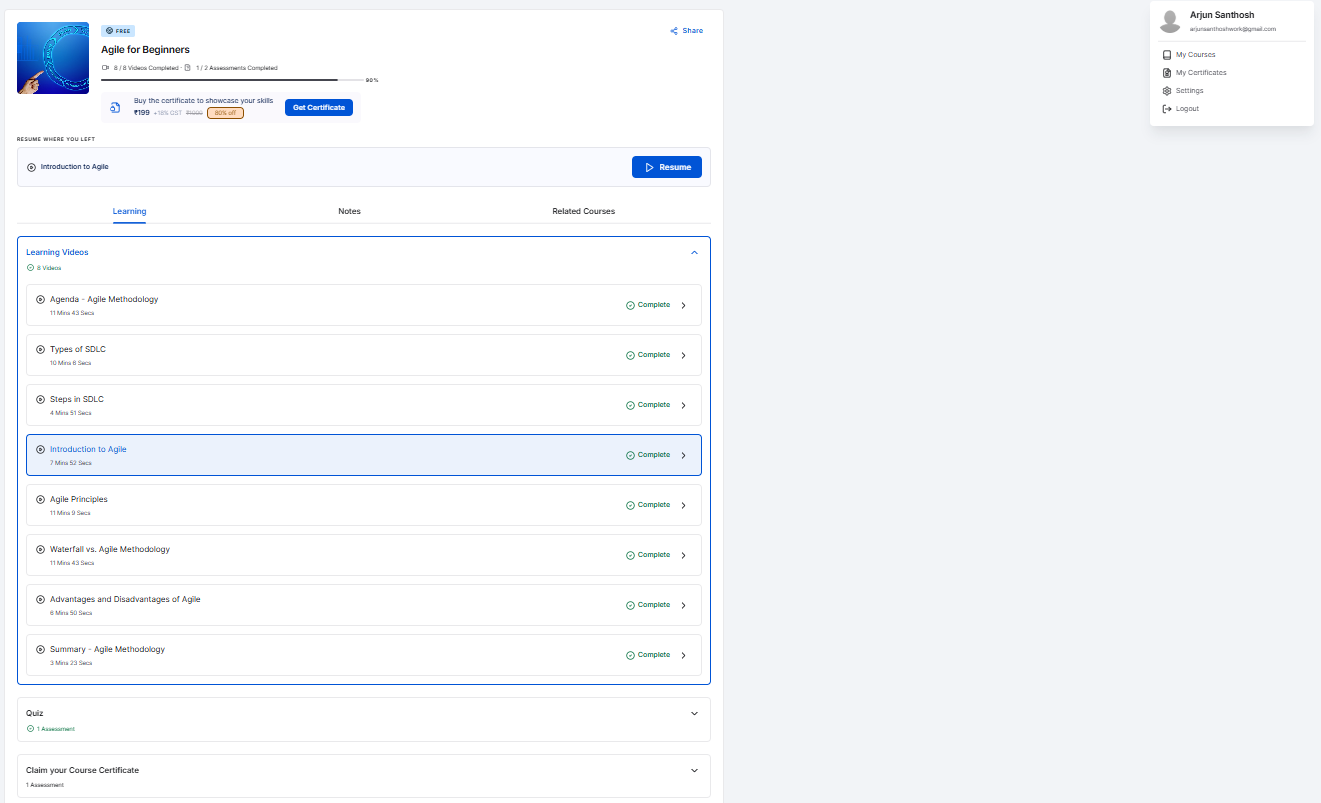 FREE
Share
Agile for Beginners
8 / 8 Videos Completed · 1 / 2 Assessments Completed
90%
Buy the certificate to showcase your skills
₹199 +18% GST 80% off
Get Certificate
RESUME WHERE YOU LEFT
Introduction to Agile
Resume
Learning
Notes
Related Courses
Learning Videos
8 Videos
Agenda - Agile Methodology
11 Mins 43 Secs
Complete
Types of SDLC
10 Mins 6 Secs
Complete
Steps in SDLC
4 Mins 51 Secs
Complete
Introduction to Agile
7 Mins 52 Secs
Complete
Agile Principles
11 Mins 9 Secs
Complete
Waterfall vs. Agile Methodology
11 Mins 43 Secs
Complete
Advantages and Disadvantages of Agile
6 Mins 50 Secs
Complete
Summary - Agile Methodology
3 Mins 23 Secs
Complete
Quiz
1 Assessment
Claim your Course Certificate
1 Assessment
Arjun Santhosh
arjunsanthoshwork@gmail.com
My Courses
My Certificates
Settings
Logout